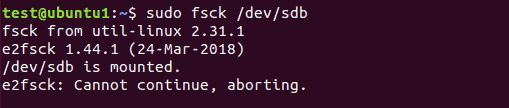 test@ubuntu1:~$ sudo fsck /dev/sdb
fsck from util-linux 2.31.1
e2fsck 1.44.1 (24-Mar-2018)
/dev/sdb is mounted.
e2fsck: Cannot continue, aborting.